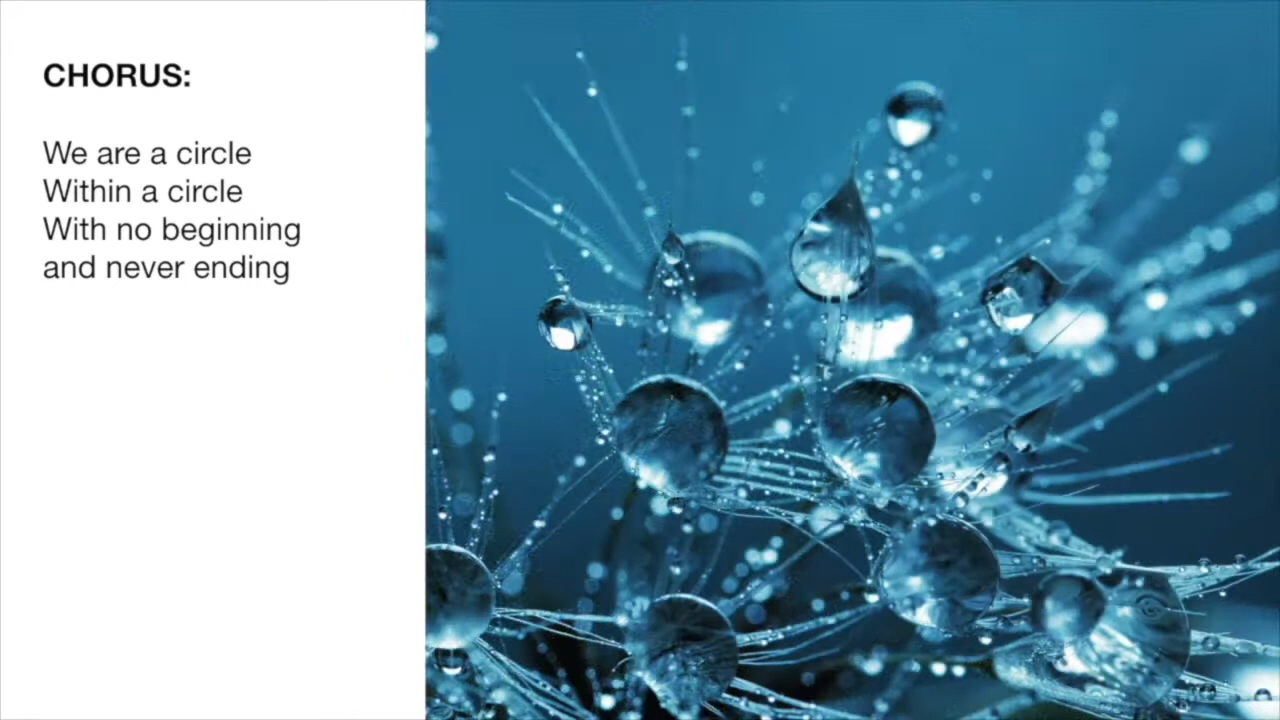 CHORUS:
We are a circle
Within a circle
With no beginning
and never ending